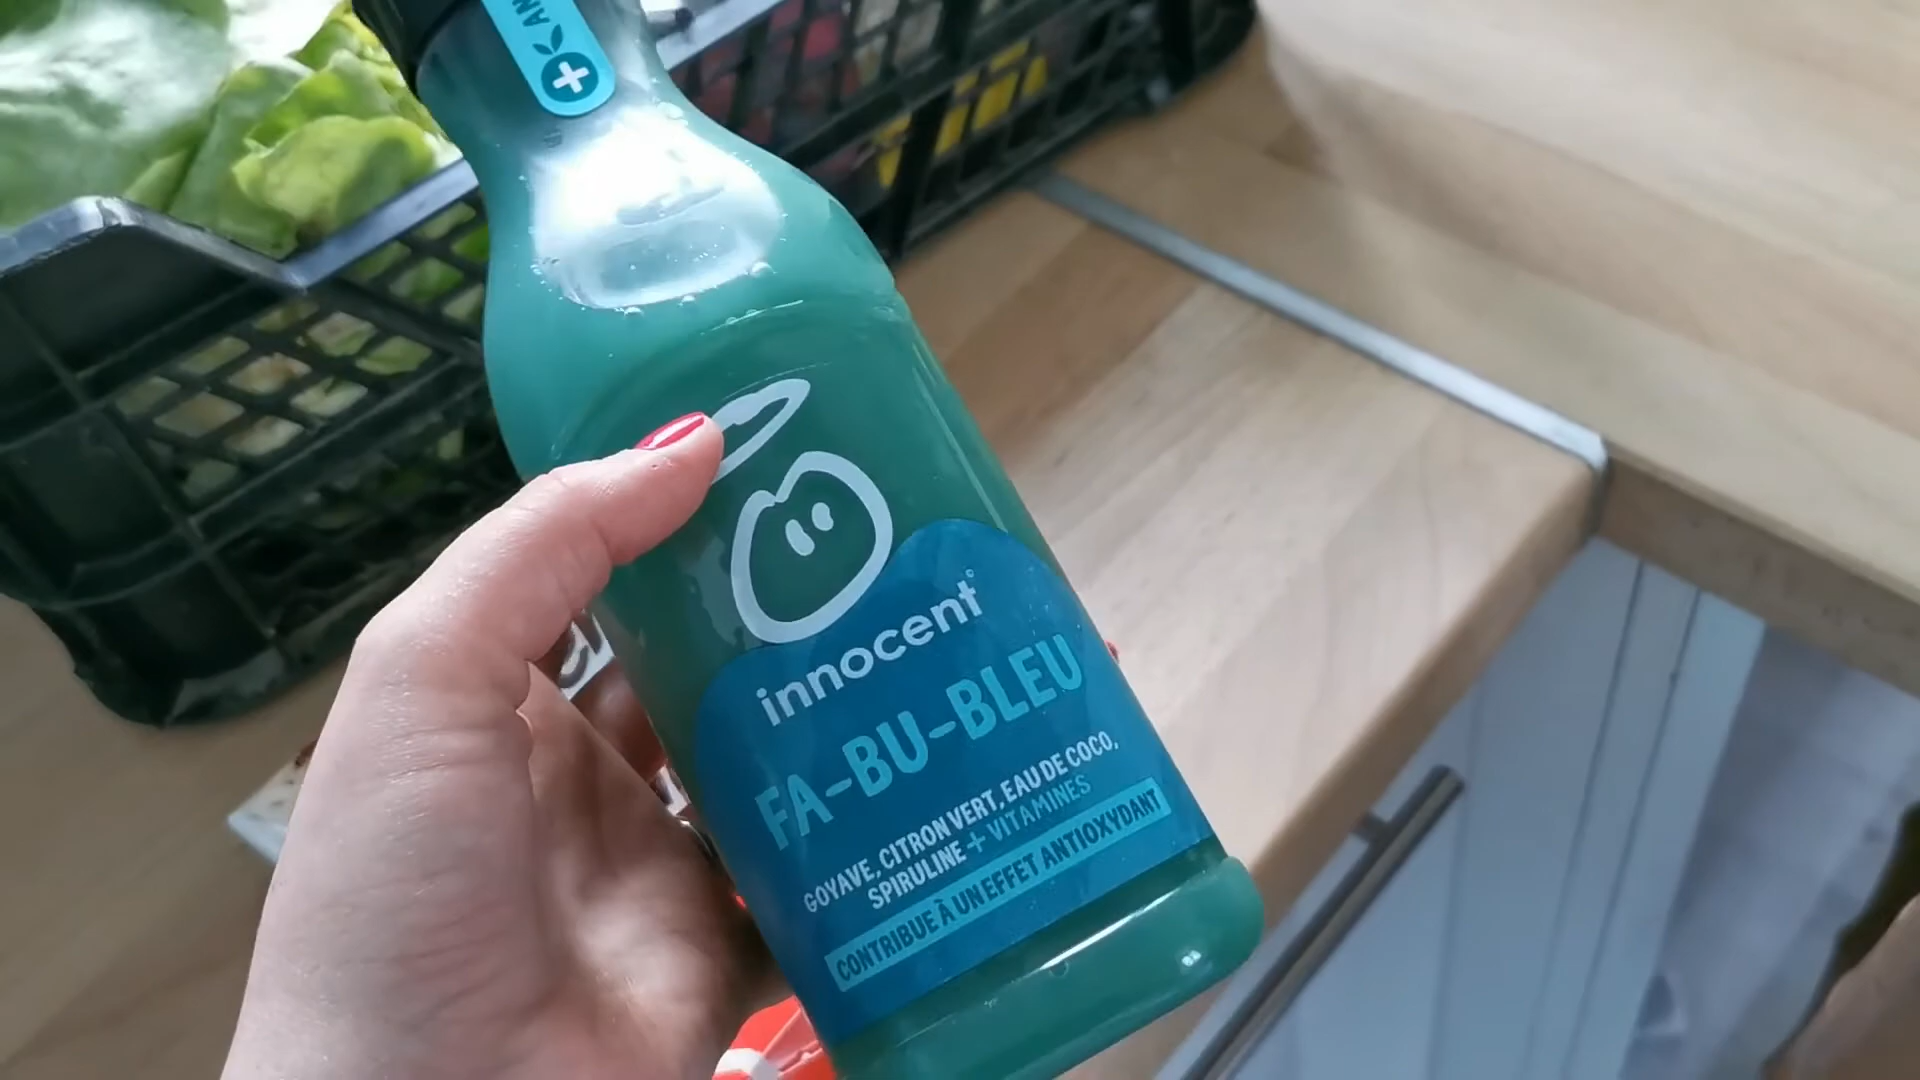 innocent
FA-BU-BLEU
GOYAVE, CITRON VERT, EAU DE COCO,
SPIRULINE + VITAMINES
CONTRIBUE À UN EFFET ANTIOXYDANT